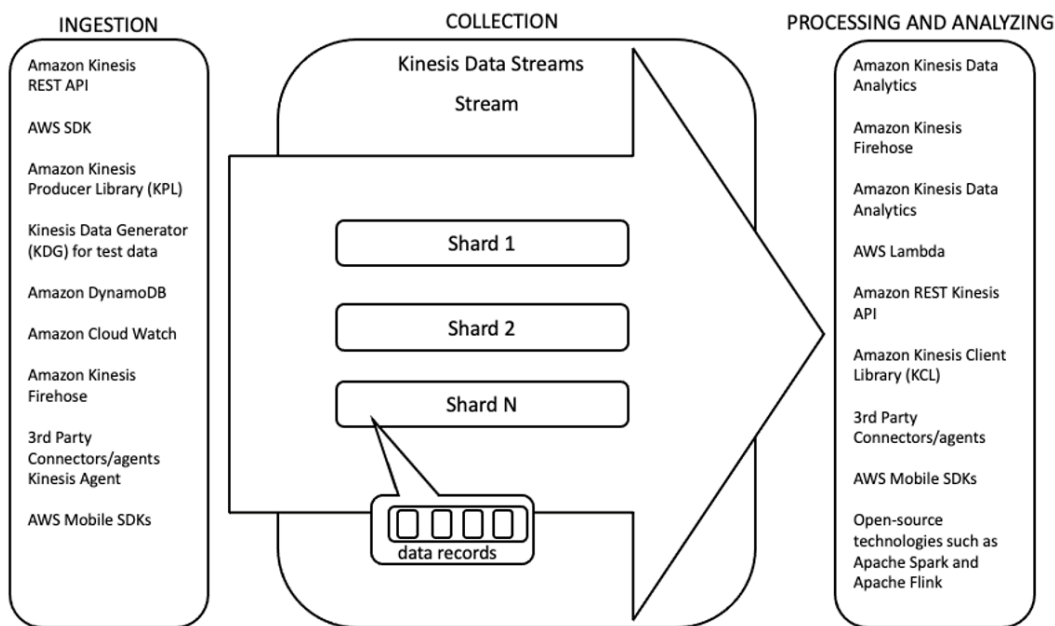 INGESTION
Amazon Kinesis
REST API
AWS SDK
Amazon Kinesis
Producer Library (KPL)
Kinesis Data Generator
(KDG) for test data
Amazon DynamoDB
Amazon Cloud Watch
Amazon Kinesis
Firehose
3rd Party
Connectors/agents
Kinesis Agent
AWS Mobile SDKs
COLLECTION
Kinesis Data Streams
Stream
Shard 1
Shard 2
Shard N
data records
PROCESSING AND ANALYZING
Amazon Kinesis Data
Analytics
Amazon Kinesis
Firehose
Amazon Kinesis Data
Analytics
AWS Lambda
Amazon REST Kinesis
API
Amazon Kinesis Client
Library (KCL)
3rd Party
Connectors/agents
AWS Mobile SDKs
Open-source
technologies such as
Apache Spark and
Apache Flink